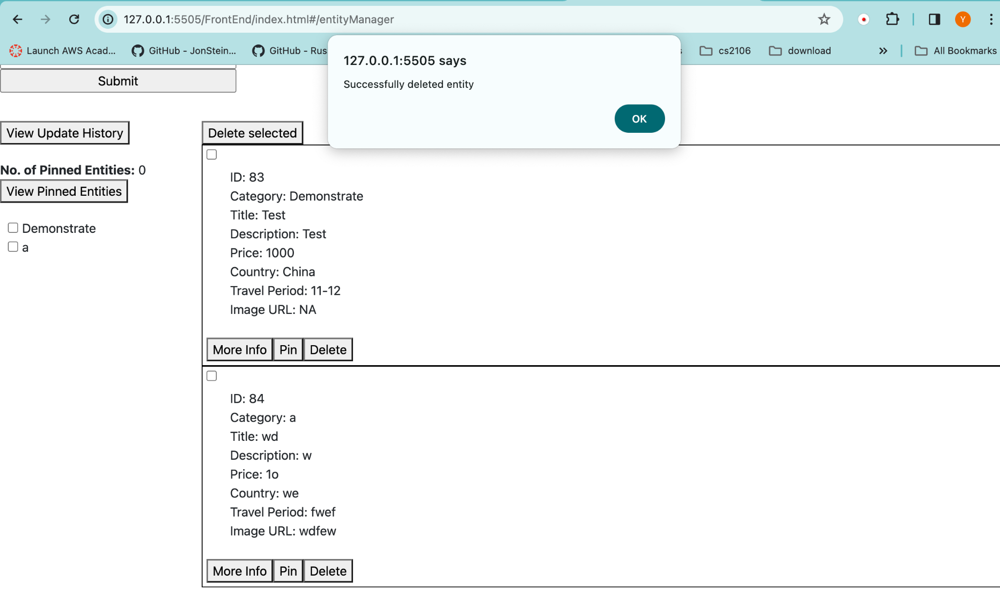 127.0.0.1:5505/FrontEnd/index.html#/entityManager
Y
Launch AWS Acad...
GitHub - JonStein...
GitHub - Rus
cs2106
download
All Bookmarks
127.0.0.1:5505 says
Successfully deleted entity
OK
Submit
View Update History
Delete selected
No. of Pinned Entities: 0
View Pinned Entities
Demonstrate
a
ID: 83
Category: Demonstrate
Title: Test
Description: Test
Price: 1000
Country: China
Travel Period: 11-12
Image URL: NA
More Info
Pin
Delete
ID: 84
Category: a
Title: wd
Description: w
Price: 1o
Country: we
Travel Period: fwef
Image URL: wdfew
More Info
Pin
Delete